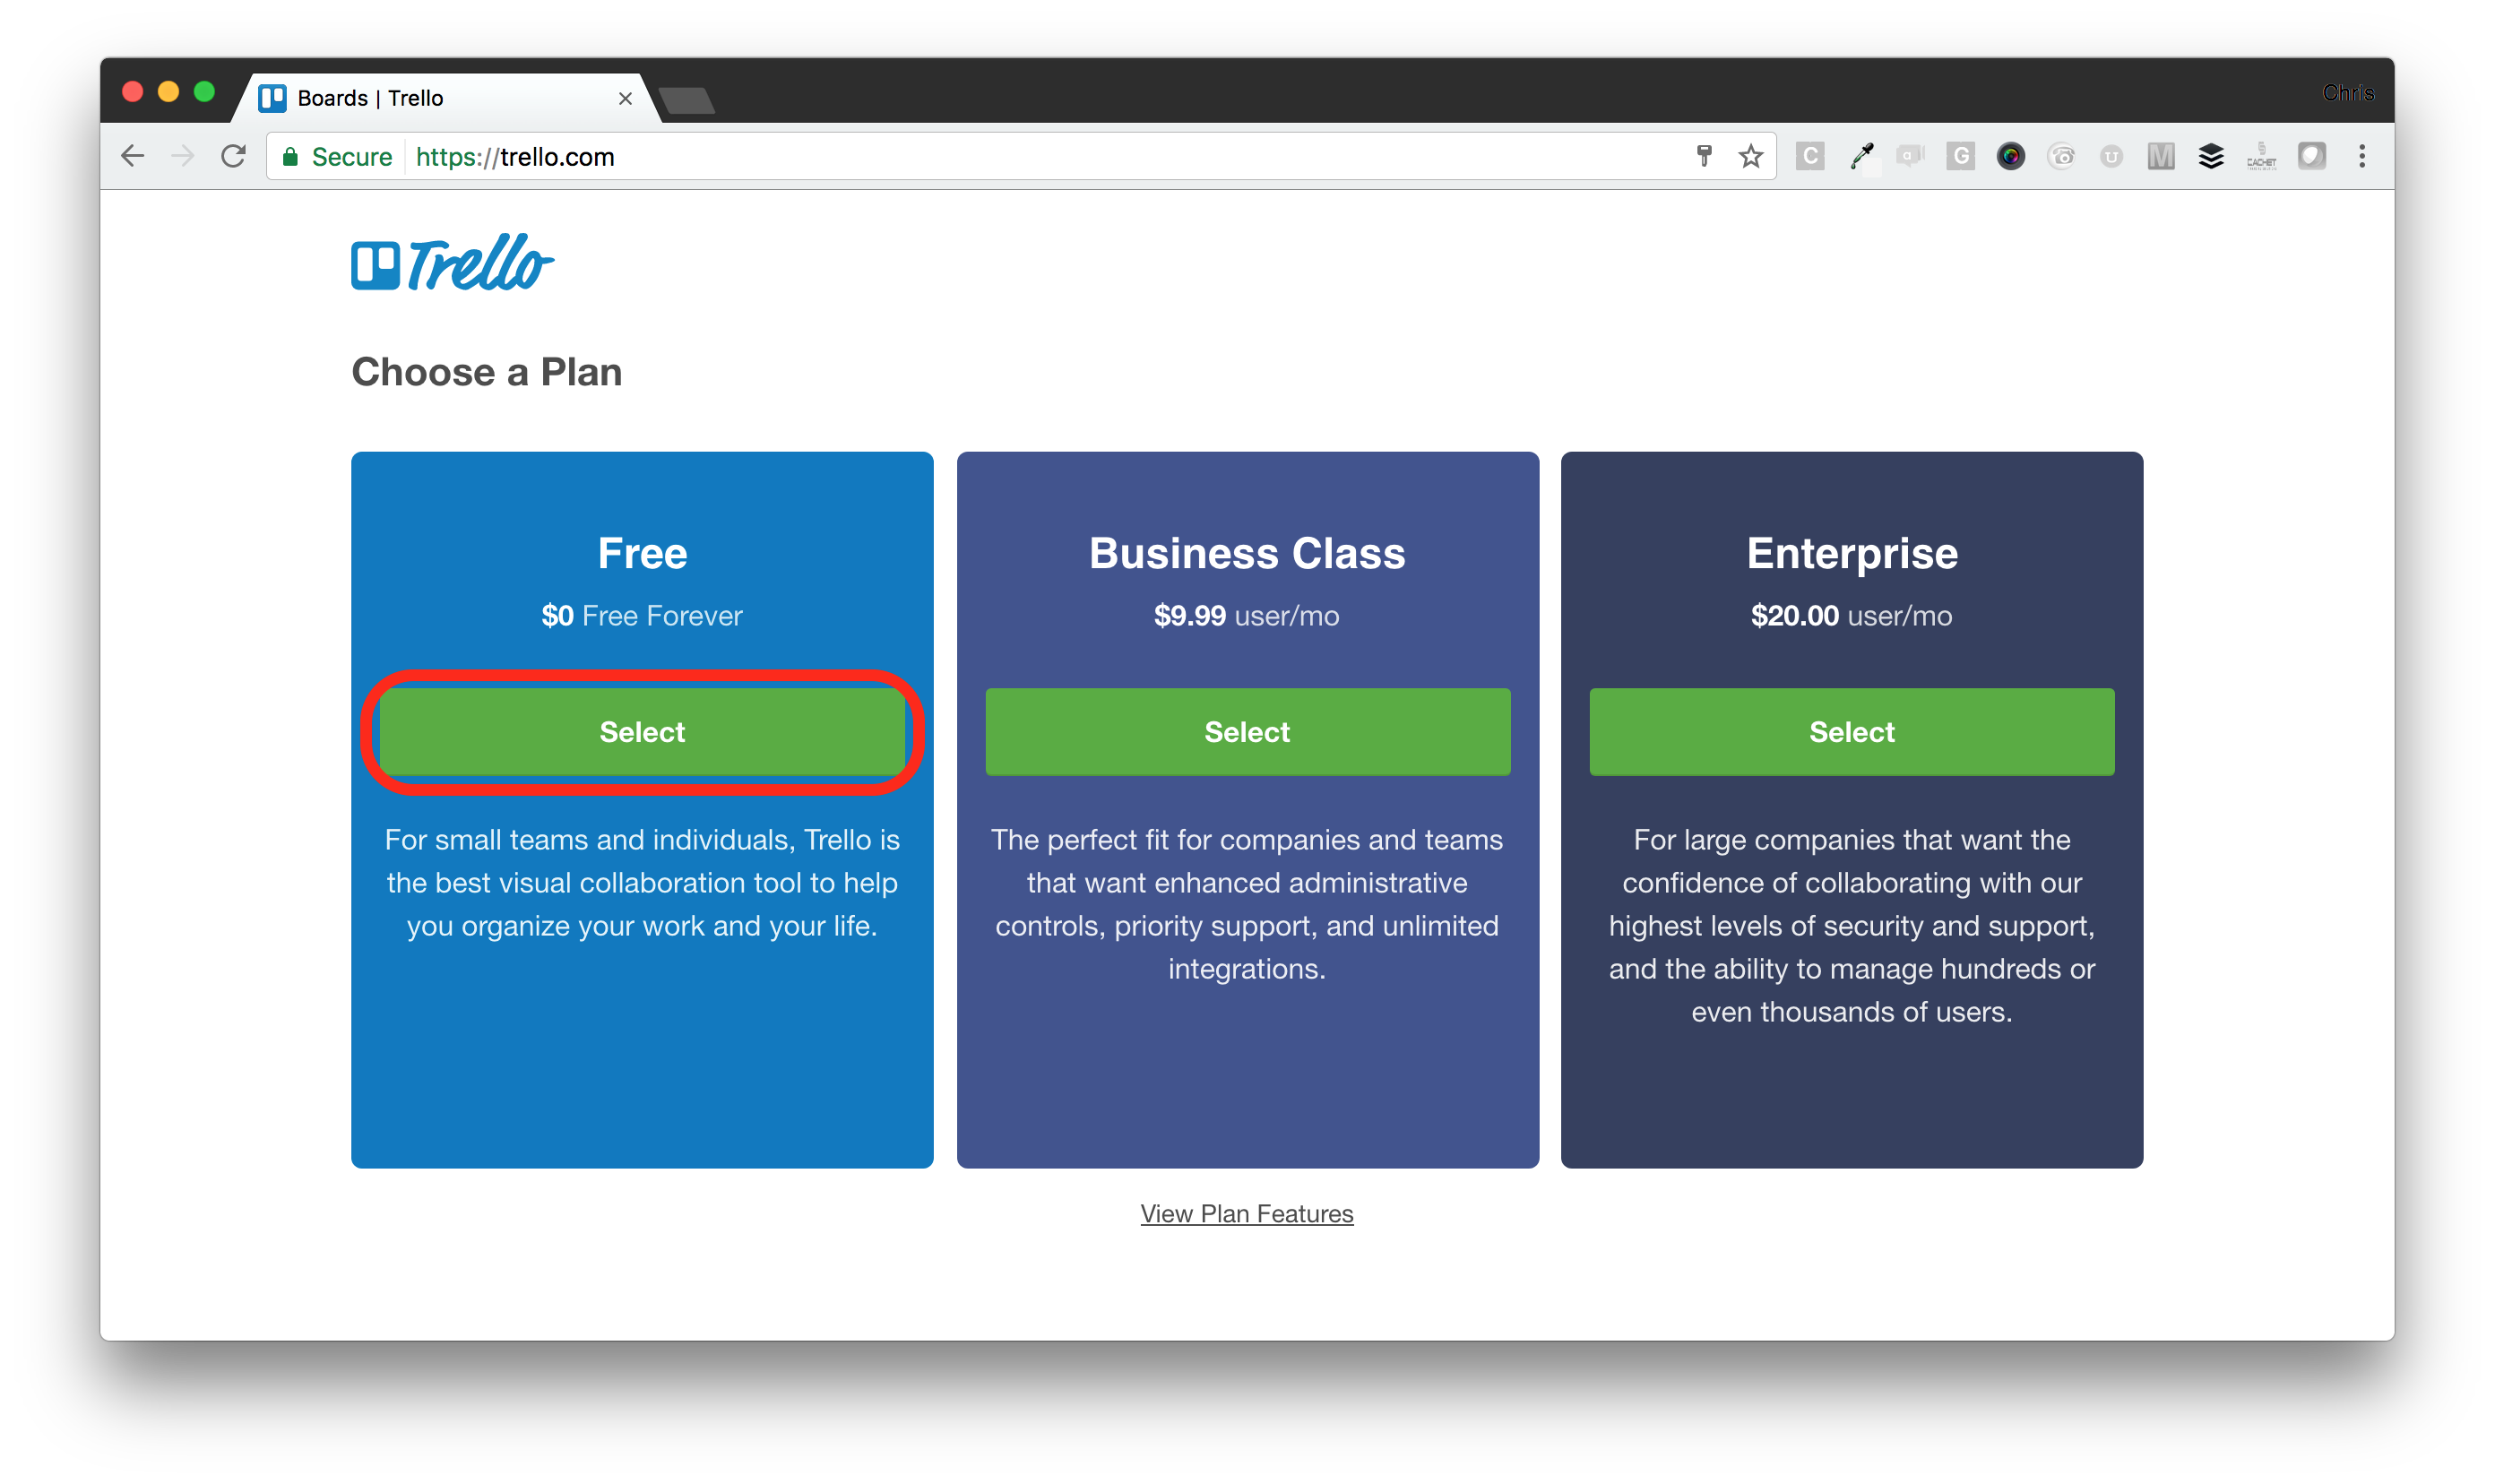 Boards | Trello
Chris
Secure https://trello.com
C
a
G
U
M
CACHET
Trello
Choose a Plan
Free
$0 Free Forever
Select
For small teams and individuals, Trello is
the best visual collaboration tool to help
you organize your work and your life.
Business Class
$9.99 user/mo
Select
The perfect fit for companies and teams
that want enhanced administrative
controls, priority support, and unlimited
integrations.
Enterprise
$20.00 user/mo
Select
For large companies that want the
confidence of collaborating with our
highest levels of security and support,
and the ability to manage hundreds or
even thousands of users.
View Plan Features